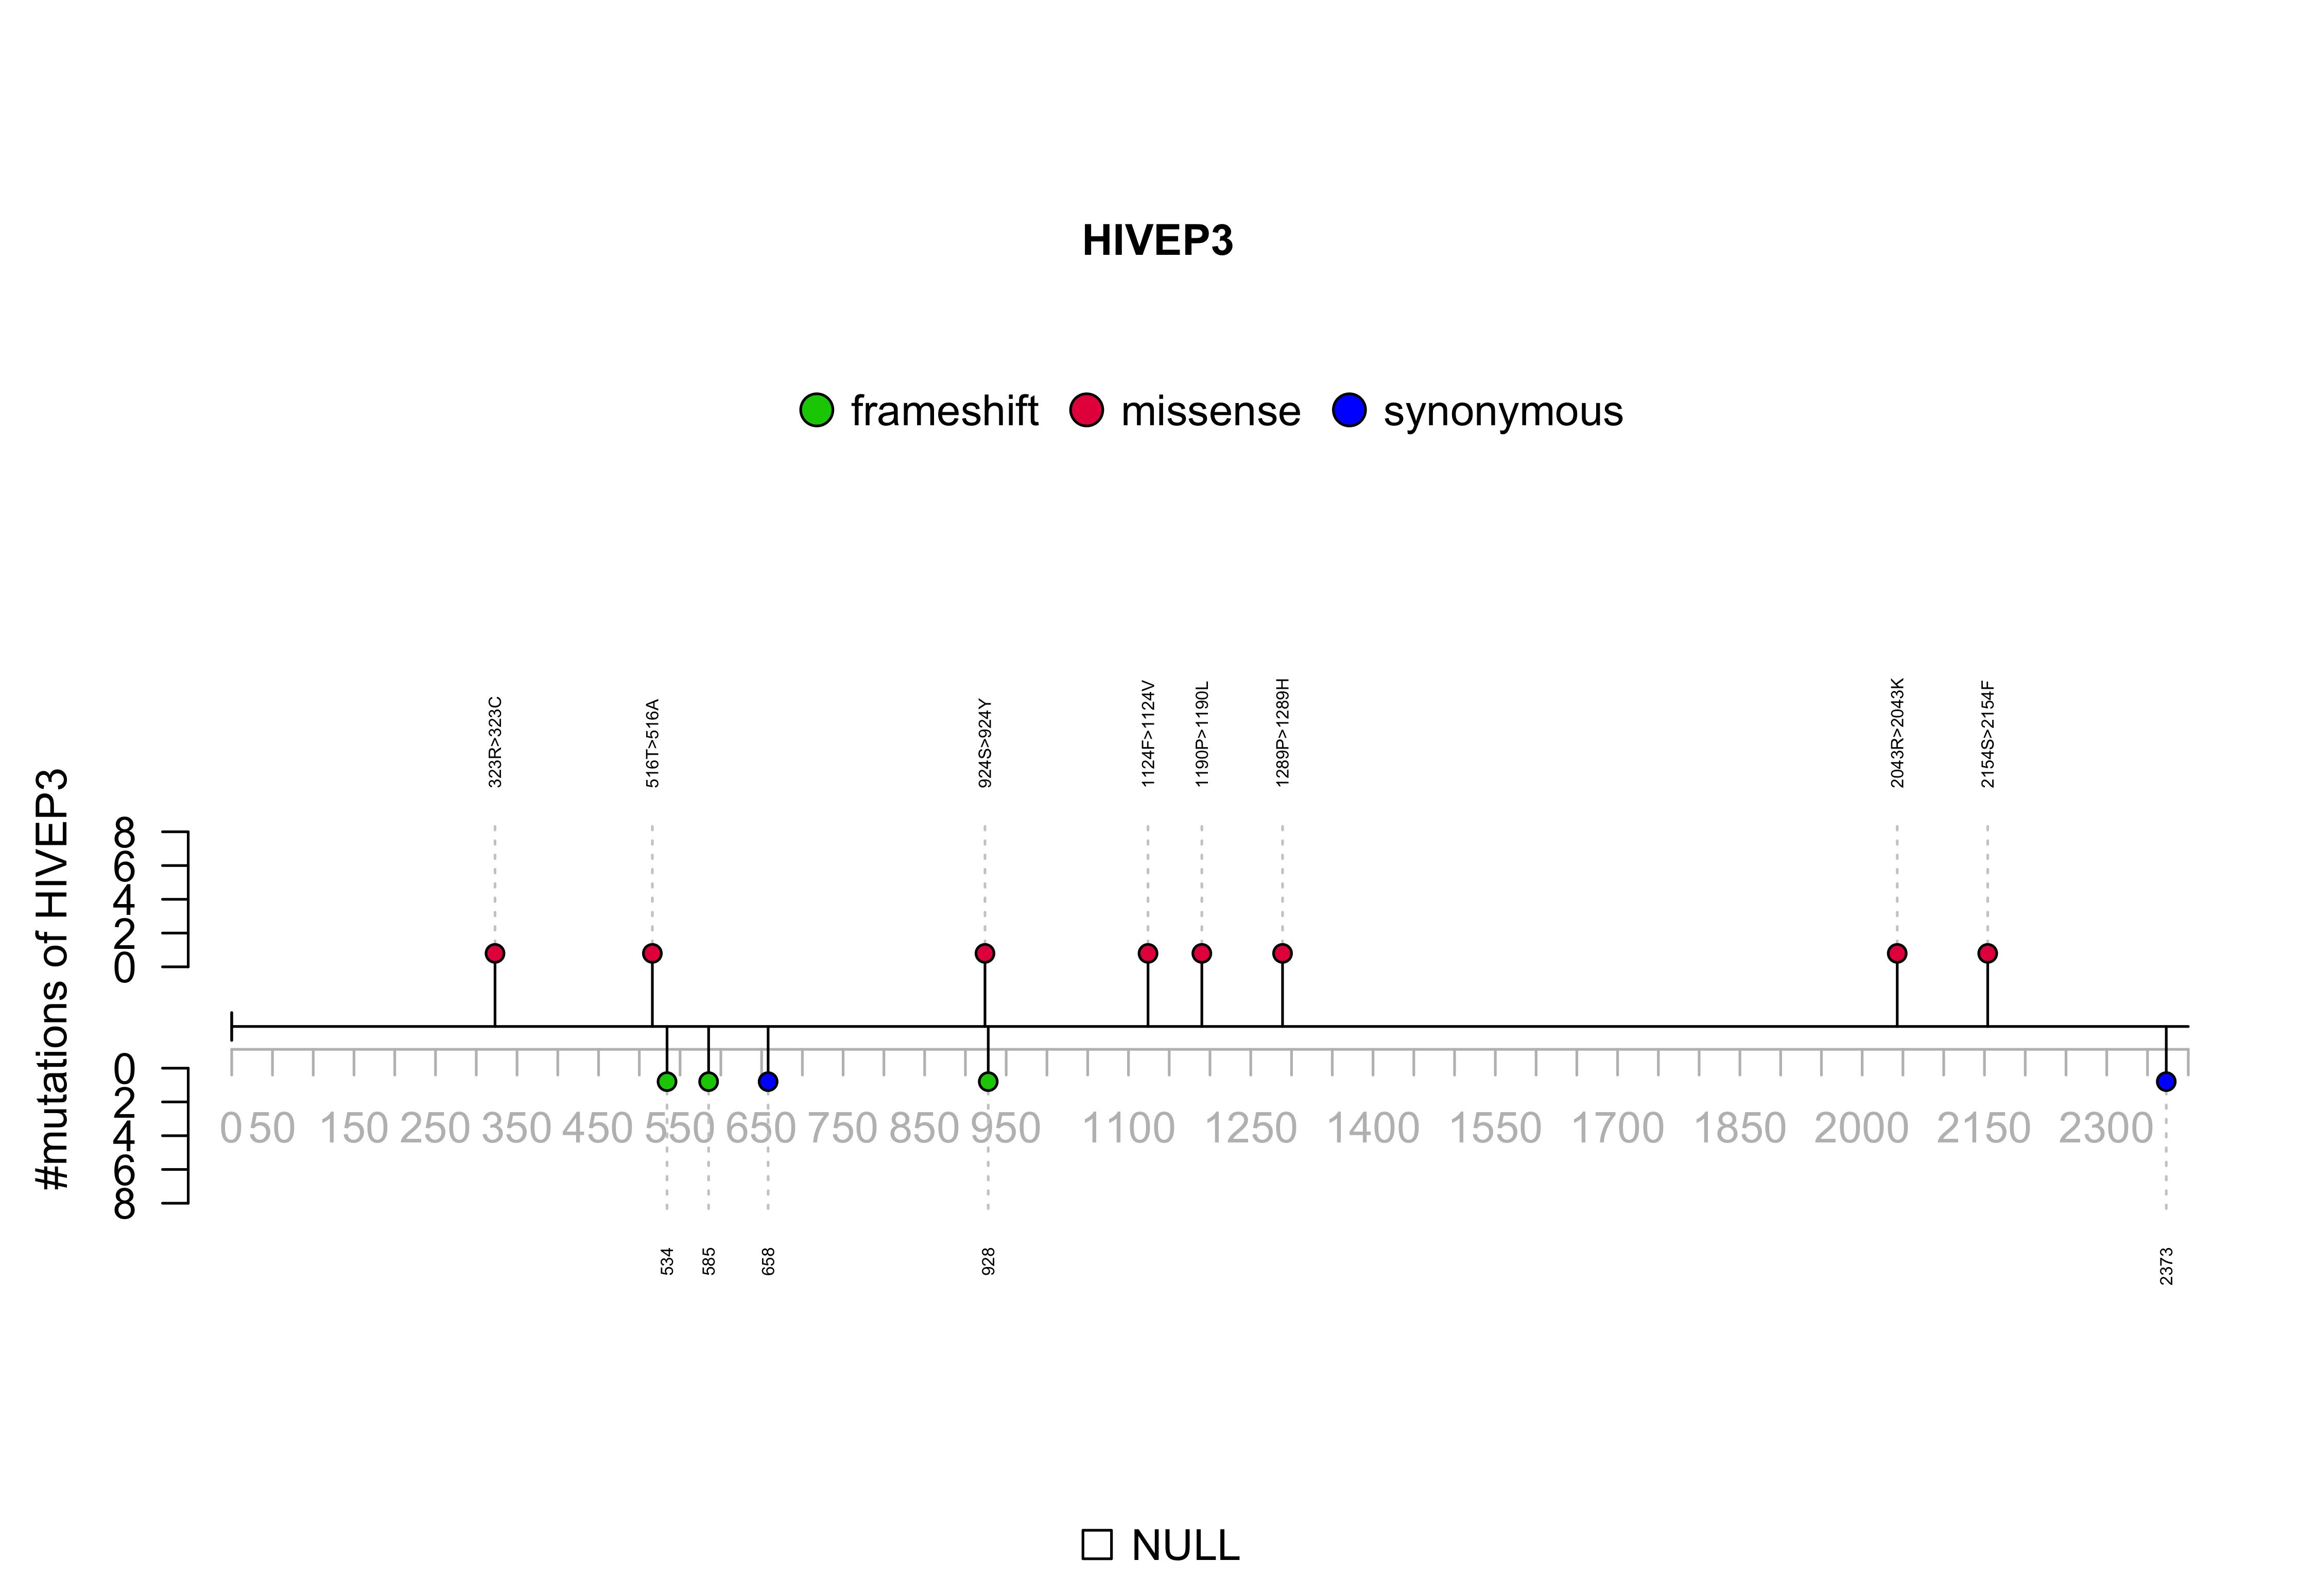 HIVEP3
frameshift missense synonymous
323R>323C
516T>516A
924S>924Y
1124F>1124V
1190P>1190L
1289P>1289H
2043R>2043K
2154S>2154F
#mutations of HIVEP3
8
6
4
2
0
0
2
4
6
8
0 50 150 250 350 450 550 650 750 850 950 1100 1250 1400 1550 1700 1850 2000 2150 2300
534
585
658
928
2373
NULL